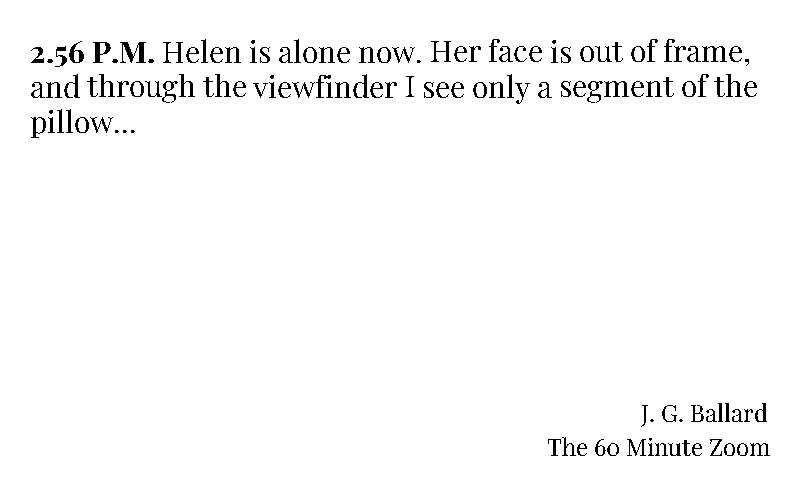 2.56 P.M. Helen is alone now. Her face is out of frame,
and through the viewfinder I see only a segment of the
pillow...
J. G. Ballard
The 60 Minute Zoom